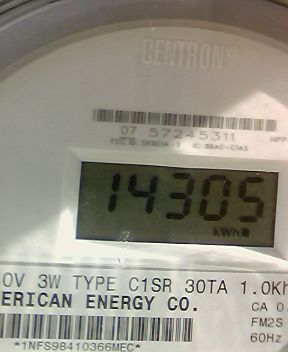 CENTRON
07 57245311
14305
kWh
0V 3W TYPE C1SR 30TA 1.0Kh
ERICAN ENERGY CO.
CA 0.
FM2S
60Hz
*1NFS98410366MEC*